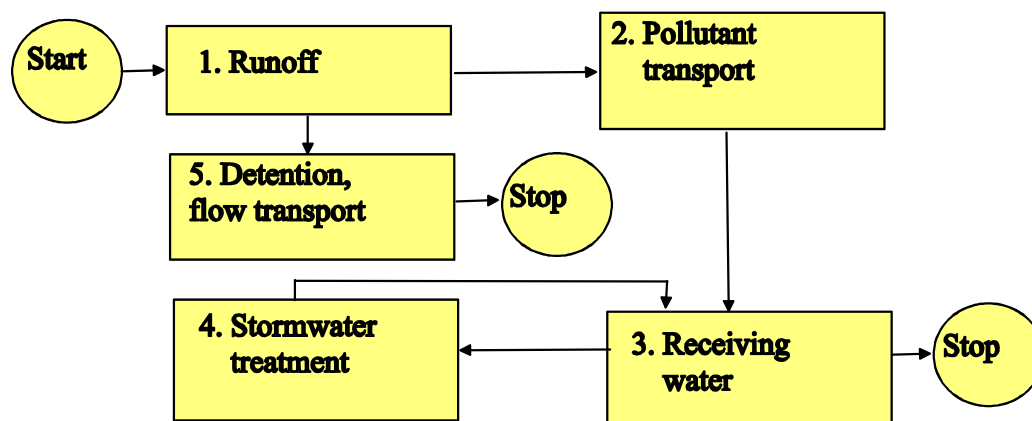 Start
1. Runoff
2. Pollutant
transport
5. Detention,
flow transport
Stop
4. Stormwater
treatment
3. Receiving
water
Stop